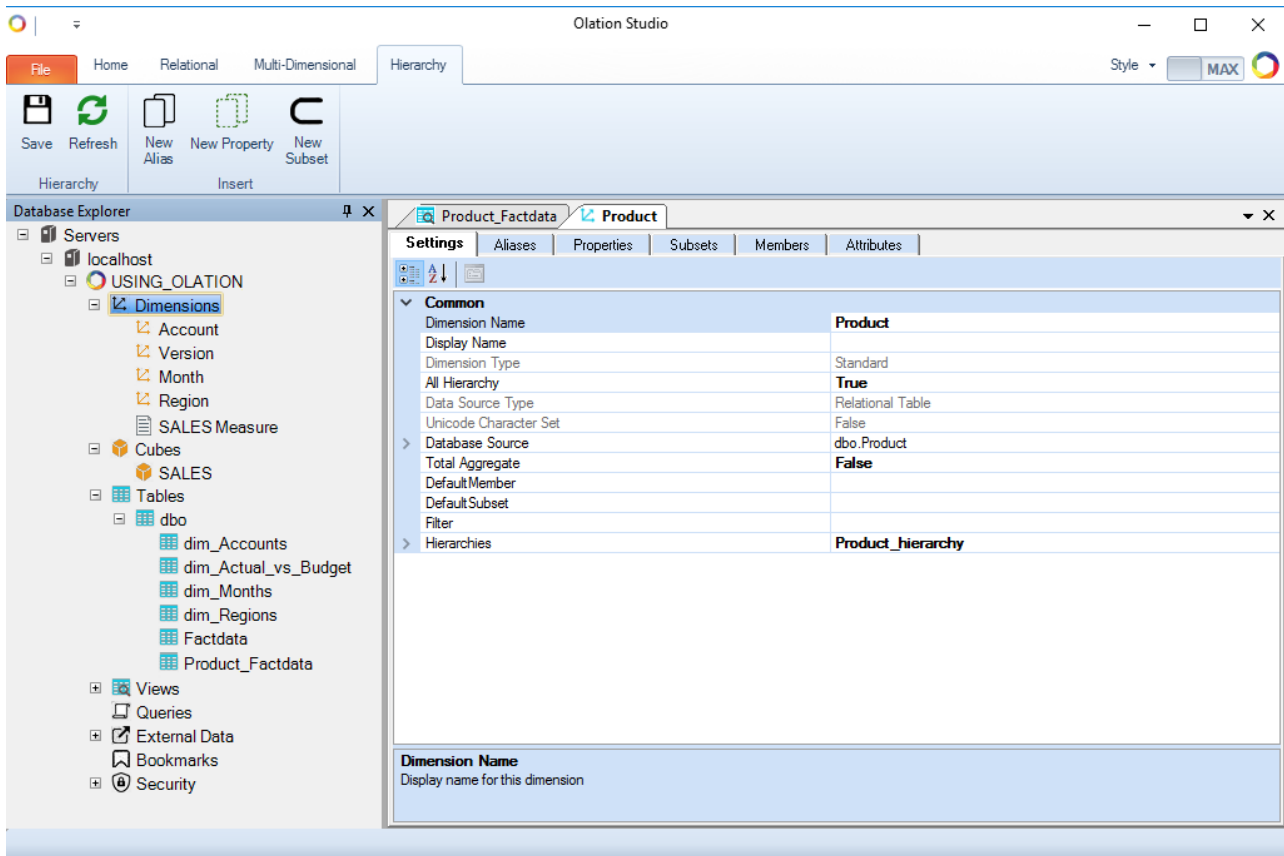 Olation Studio
File Home Relational Multi-Dimensional Hierarchy Style MAX
Save Refresh New Alias New Property New Subset
Hierarchy Insert
Database Explorer
Servers
localhost
USING_OLATION
Dimensions
Account
Version
Month
Region
SALES Measure
Cubes
SALES
Tables
dbo
dim_Accounts
dim_Actual_vs_Budget
dim_Months
dim_Regions
Factdata
Product_Factdata
Views
Queries
External Data
Bookmarks
Security
Product_Factdata Product
Settings Aliases Properties Subsets Members Attributes
Common
Dimension Name Product
Display Name
Dimension Type Standard
All Hierarchy True
Data Source Type Relational Table
Unicode Character Set False
Database Source dbo.Product
Total Aggregate False
DefaultMember
DefaultSubset
Filter
Hierarchies Product_hierarchy
Dimension Name
Display name for this dimension